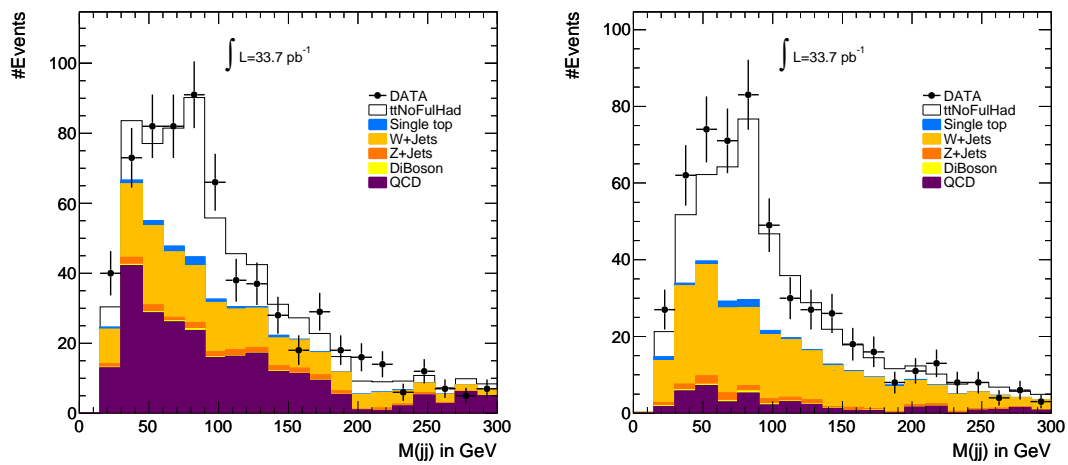 #Events
100
80
60
40
20
0
∫ L=33.7 pb⁻¹
DATA
ttNoFulHad
Single top
W+Jets
Z+Jets
DiBoson
QCD
0 50 100 150 200 250 300
M(jj) in GeV
#Events
100
80
60
40
20
0
∫ L=33.7 pb⁻¹
DATA
ttNoFulHad
Single top
W+Jets
Z+Jets
DiBoson
QCD
0 50 100 150 200 250 300
M(jj) in GeV